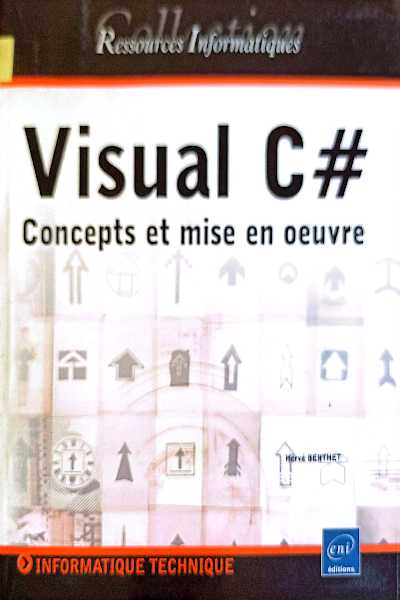 Collection
Ressources Informatiques
Visual C#
Concepts et mise en oeuvre
Hervé BERTHET
INFORMATIQUE TECHNIQUE
eni
éditions